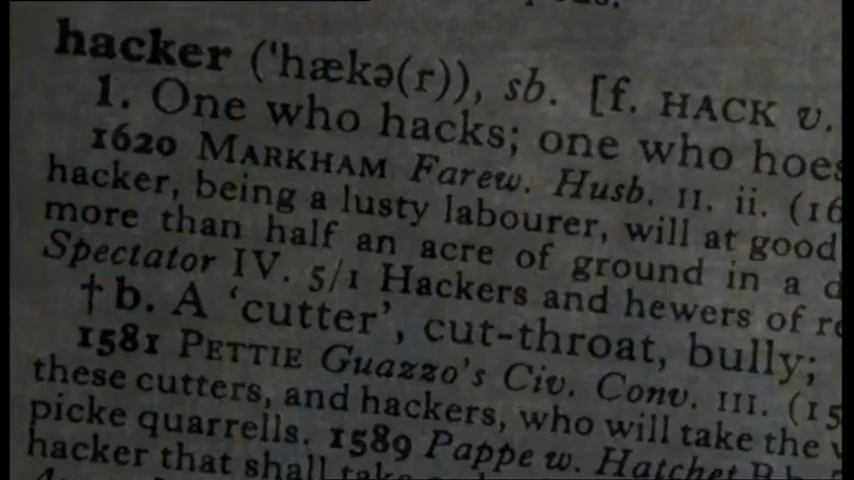 hacker ('hækə(r)), sb. [f. HACK v.
1. One who hacks; one who hoes
1620 MARKHAM Farew. Husb. II. ii. (16
hacker, being a lusty labourer, will at good
more than half an acre of ground in a d
Spectator IV. 5/1 Hackers and hewers of re
†b. A 'cutter', cut-throat, bully;
1581 PETTIE Guazzo's Civ. Conv. III. (15
these cutters, and hackers, who will take the
picke quarrells. 1589 Pappe w. Hatchet
hacker that shall take